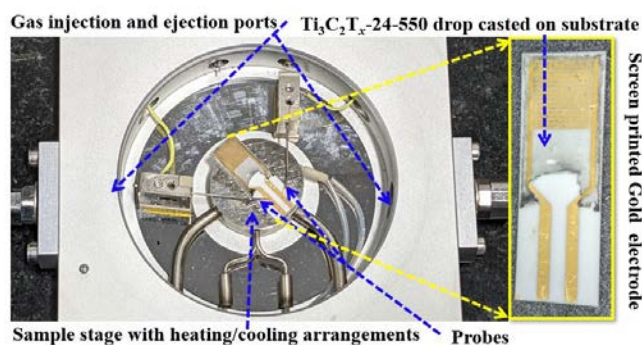 Gas injection and ejection ports
Ti₃C₂Tₓ-24-550 drop casted on substrate
Screen printed Gold electrode
Sample stage with heating/cooling arrangements
Probes